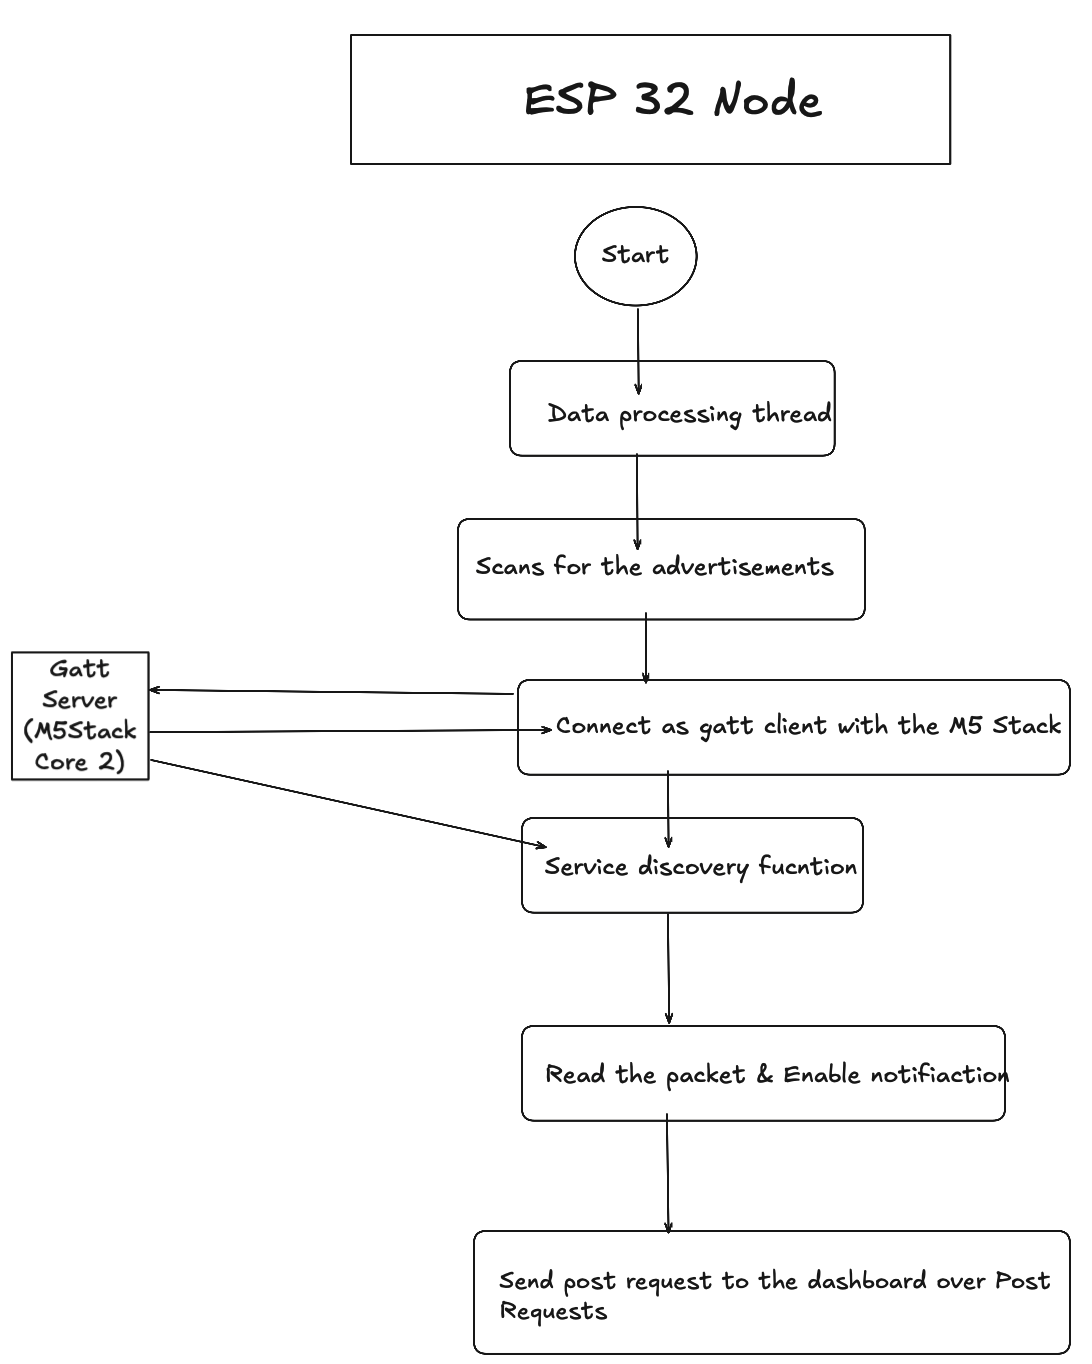 ESP 32 Node
Start
Data processing thread
Scans for the advertisements
Gatt
Server
(M5Stack
Core 2)
Connect as gatt client with the M5 Stack
Service discovery fucntion
Read the packet & Enable notifiaction
Send post request to the dashboard over Post
Requests